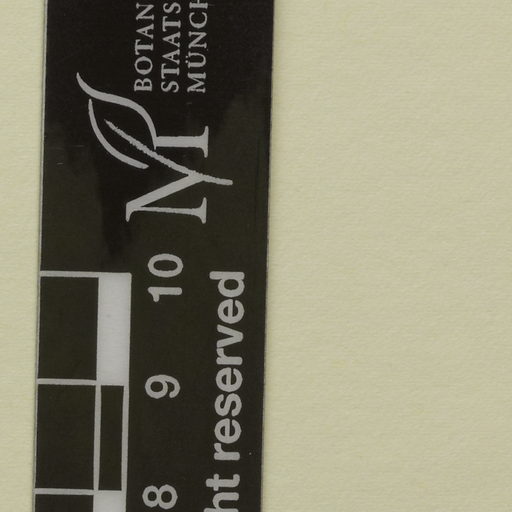 BOTAN
STAATS
MÜNCH
M
8 9 10
ht reserved